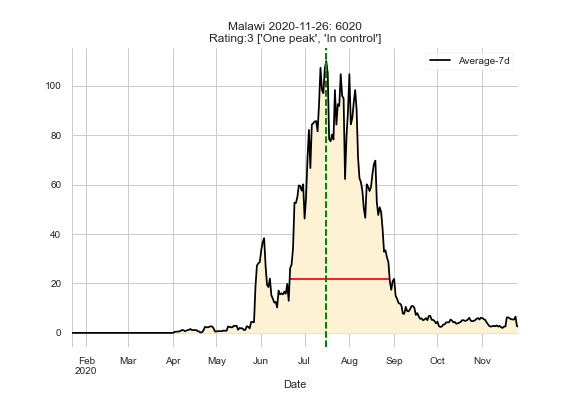 Malawi 2020-11-26: 6020
Rating:3 ['One peak', 'In control']
Average-7d
100
80
60
40
20
0
Feb Mar Apr May Jun Jul Aug Sep Oct Nov
2020
Date